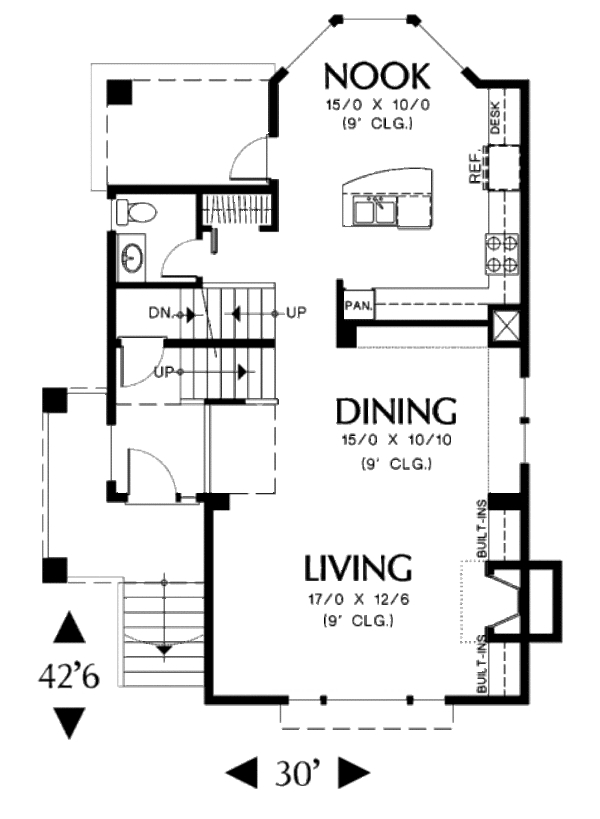 NOOK
15/0 X 10/0
(9' CLG.)
DESK
REF.
PAN.
DN.
UP
UP
DINING
15/0 X 10/10
(9' CLG.)
BUILT-INS
LIVING
17/0 X 12/6
(9' CLG.)
BUILT-INS
42'6
30'